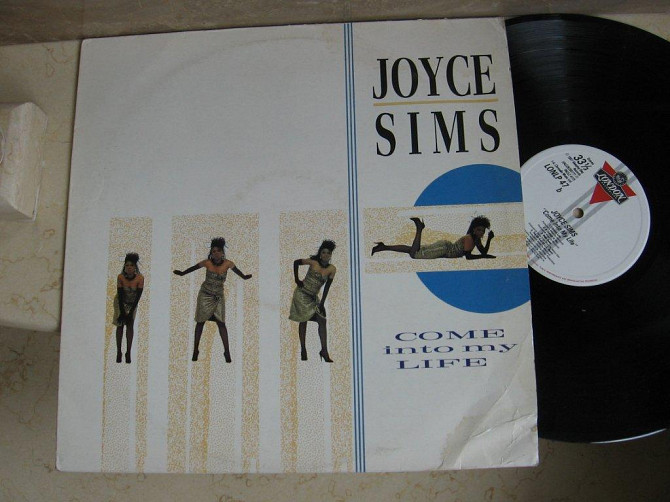 JOYCE
SIMS
COME
into my
LIFE
33⅓
LONLP 47
b
LONDON
JOYCE SIMS
"Come Into My Life"